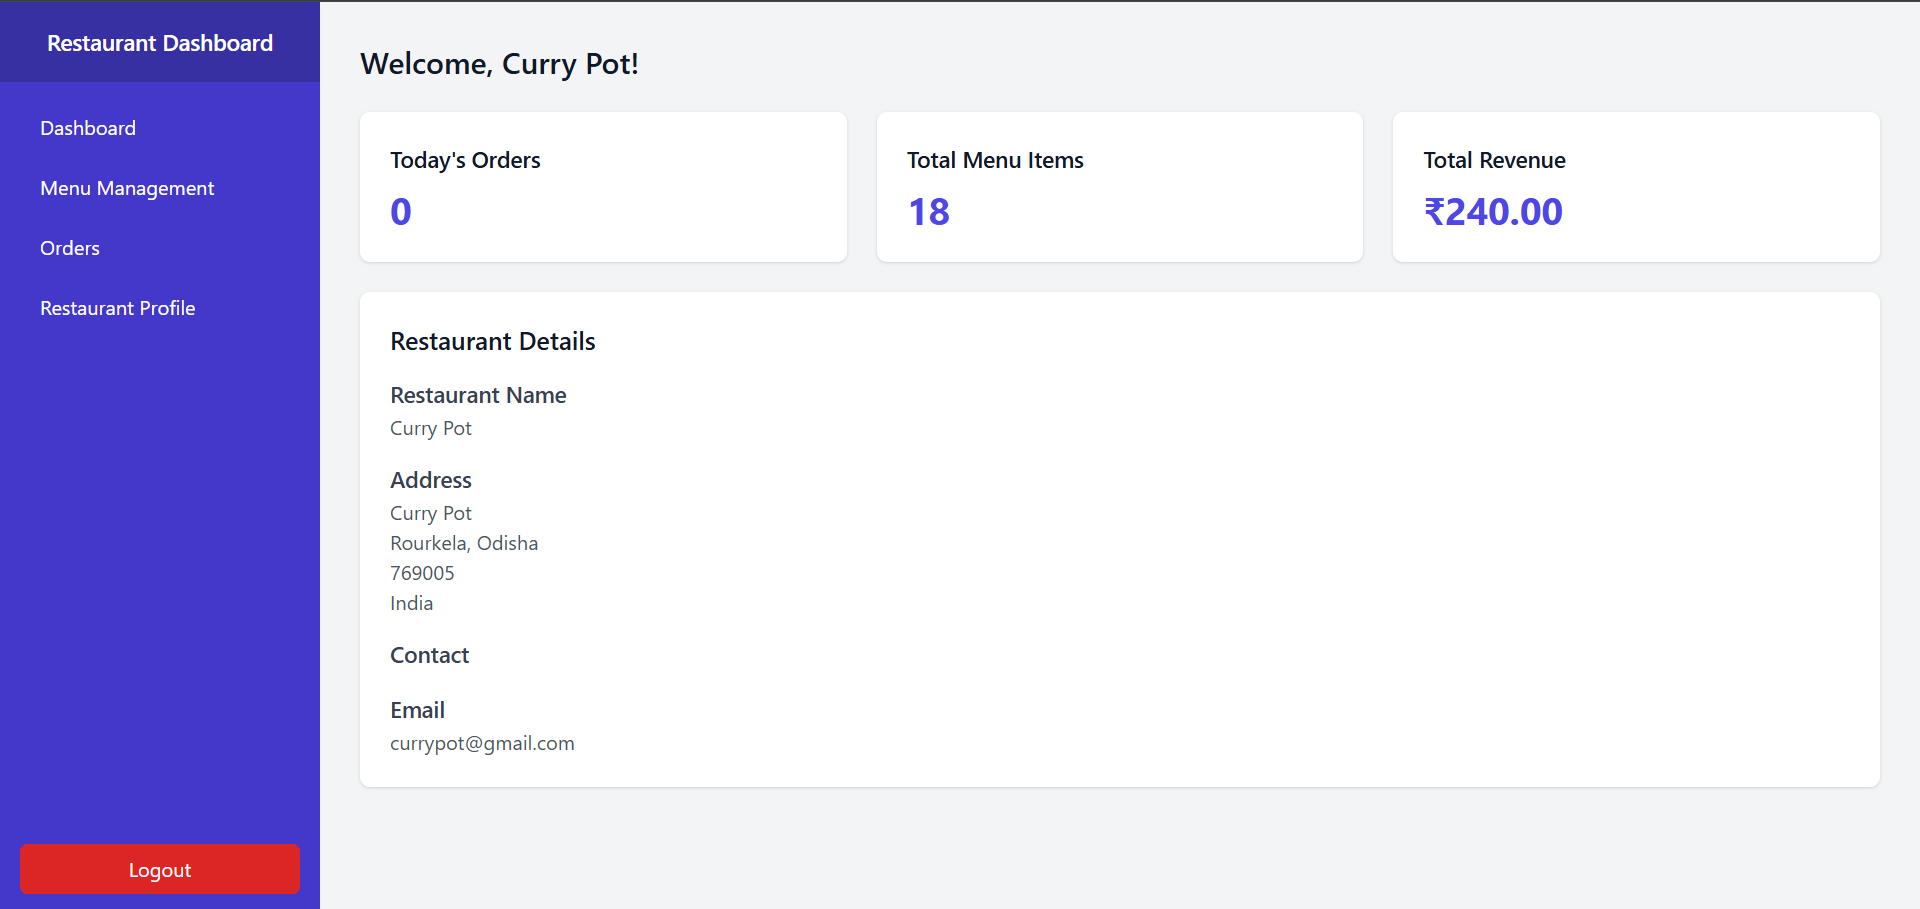 Restaurant Dashboard
Dashboard
Menu Management
Orders
Restaurant Profile
Logout
Welcome, Curry Pot!
Today's Orders
0
Total Menu Items
18
Total Revenue
₹240.00
Restaurant Details
Restaurant Name
Curry Pot
Address
Curry Pot
Rourkela, Odisha
769005
India
Contact
Email
currypot@gmail.com